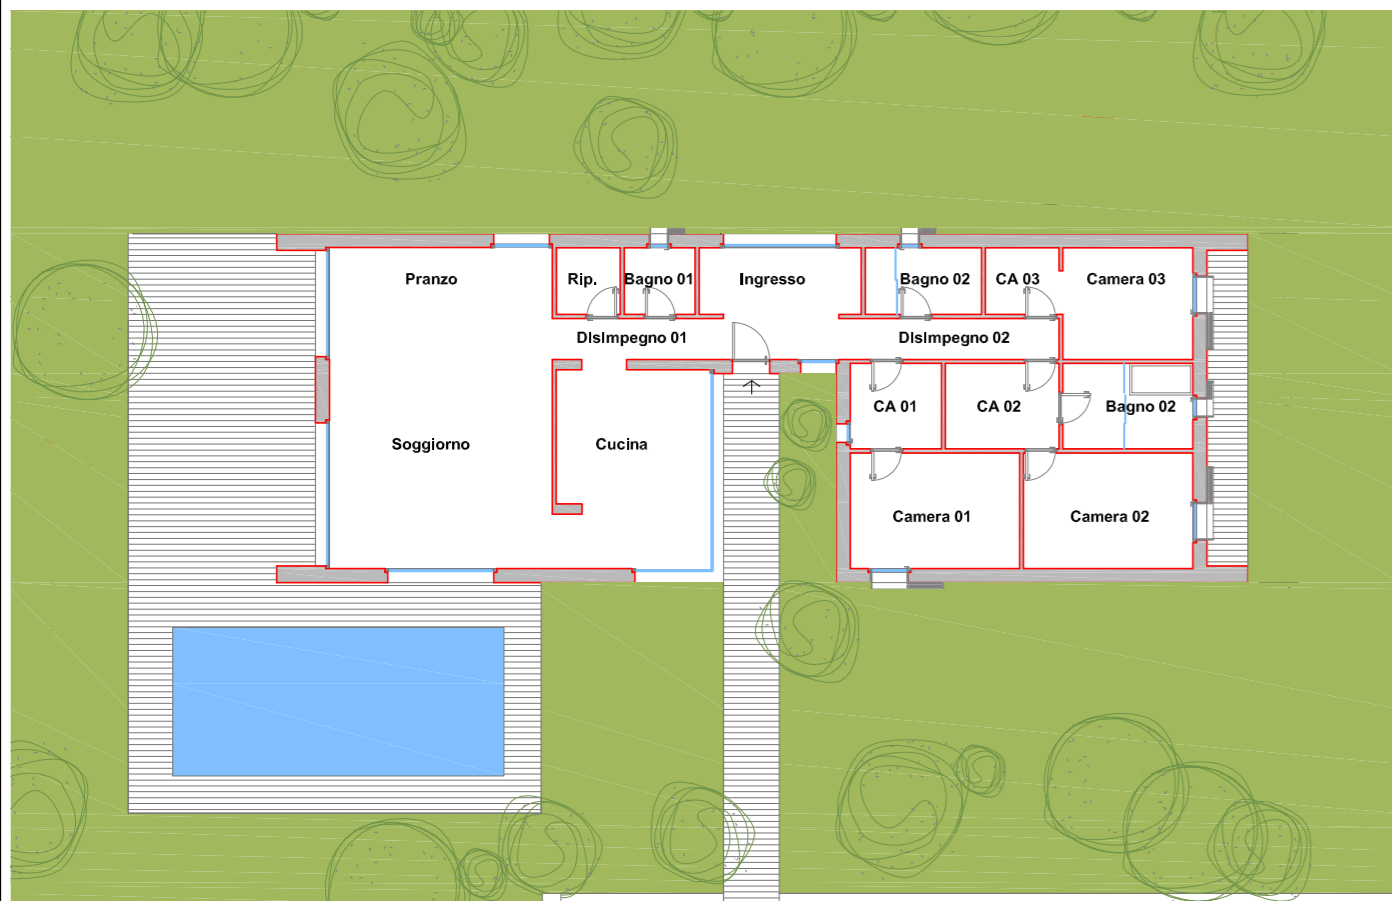 Pranzo
Rip.
Bagno 01
Ingresso
Bagno 02
CA 03
Camera 03
Disimpegno 01
Disimpegno 02
CA 01
CA 02
Bagno 02
Soggiorno
Cucina
Camera 01
Camera 02